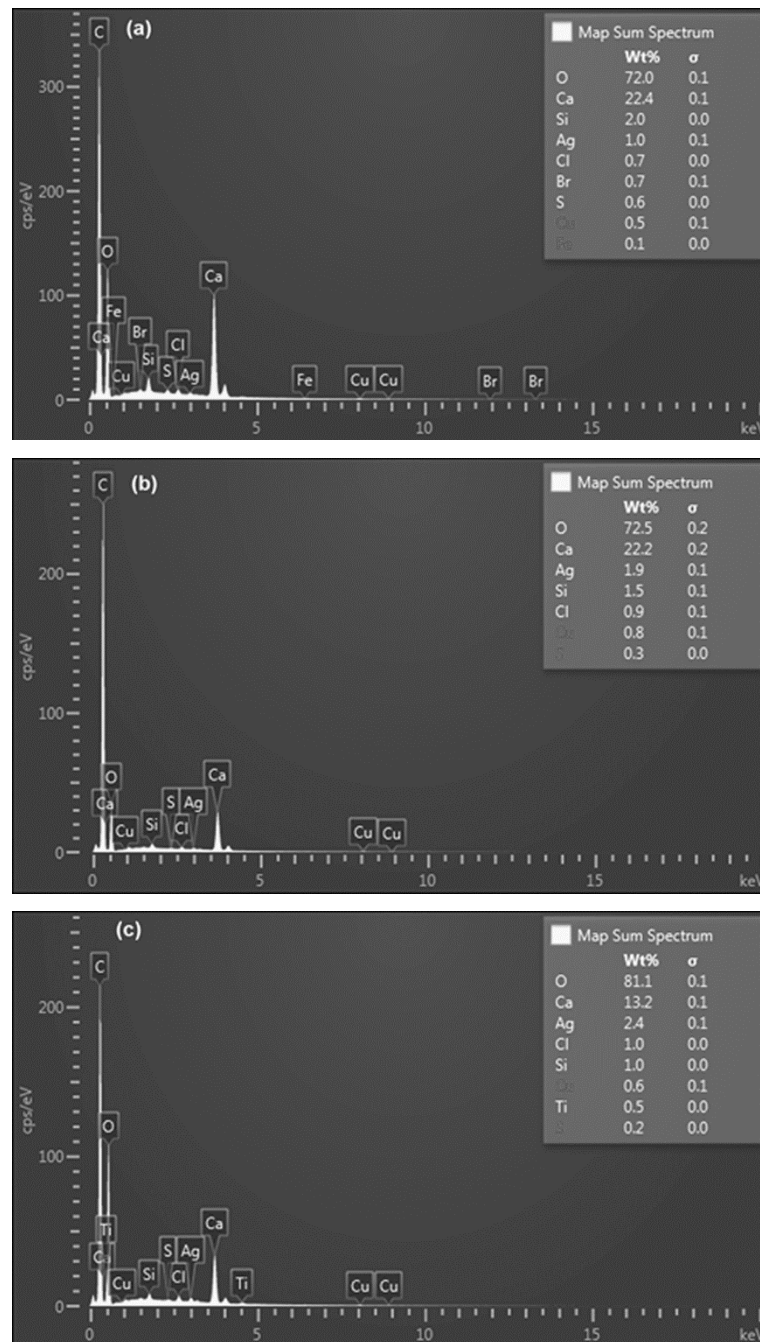 (a)
C
O
Fe
Ca
Cu
Br
Si
S
Cl
Ag
Ca
Fe
Cu
Cu
Br
Br
300
200
100
0
cps/eV
0
5
10
15
keV
Map Sum Spectrum
Wt% σ
O 72.0 0.1
Ca 22.4 0.1
Si 2.0 0.0
Ag 1.0 0.1
Cl 0.7 0.0
Br 0.7 0.1
S 0.6 0.0
Cu 0.5 0.1
Fe 0.1 0.0
(b)
C
O
Ca
Cu
Si
S
Ag
Cl
Ca
Cu
Cu
200
100
0
cps/eV
0
5
10
15
keV
Map Sum Spectrum
Wt% σ
O 72.5 0.2
Ca 22.2 0.2
Ag 1.9 0.1
Si 1.5 0.1
Cl 0.9 0.1
Cu 0.8 0.1
S 0.3 0.0
(c)
C
O
Ti
Ca
Cu
Si
S
Ag
Cl
Ca
Ti
Cu
Cu
200
100
0
cps/eV
0
5
10
15
keV
Map Sum Spectrum
Wt% σ
O 81.1 0.1
Ca 13.2 0.1
Ag 2.4 0.1
Cl 1.0 0.0
Si 1.0 0.0
Cu 0.6 0.1
Ti 0.5 0.0
S 0.2 0.0